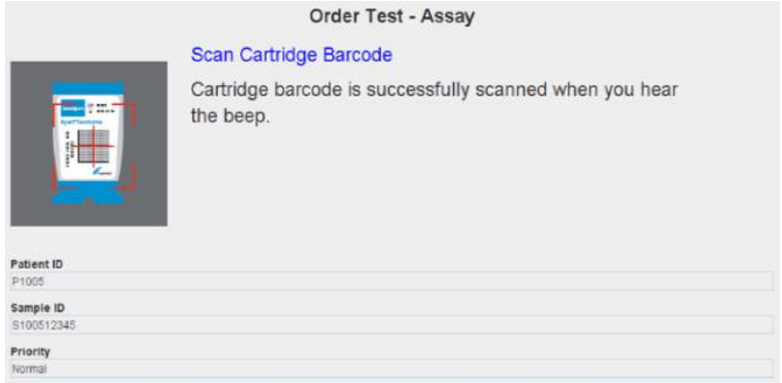 Order Test - Assay
Scan Cartridge Barcode
Cartridge barcode is successfully scanned when you hear
the beep.
Patient ID
P1005
Sample ID
S100512345
Priority
Normal